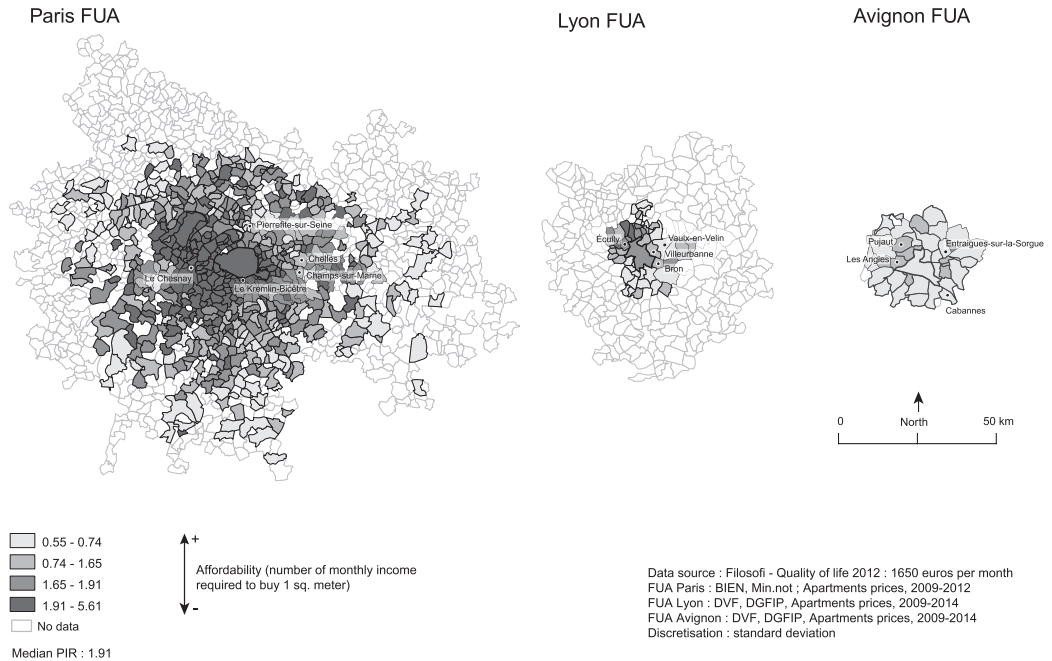 Paris FUA
Lyon FUA
Avignon FUA
Pierrefite-sur-Seine
Chelles
Champs-sur-Marne
Le Chesnay
Le Kremlin-Bicêtre
Écully
Vaulx-en-Velin
Villeurbanne
Bron
Pujaut
Entraigues-sur-la-Sorgue
Les Angles
Cabannes
0
North
50 km
0.55 - 0.74
0.74 - 1.65
1.65 - 1.91
1.91 - 5.61
No data
Median PIR : 1.91
+
Affordability (number of monthly income
required to buy 1 sq. meter)
-
Data source : Filosofi - Quality of life 2012 : 1650 euros per month
FUA Paris : BIEN, Min.not ; Apartments prices, 2009-2012
FUA Lyon : DVF, DGFIP, Apartments prices, 2009-2014
FUA Avignon : DVF, DGFIP, Apartments prices, 2009-2014
Discretisation : standard deviation